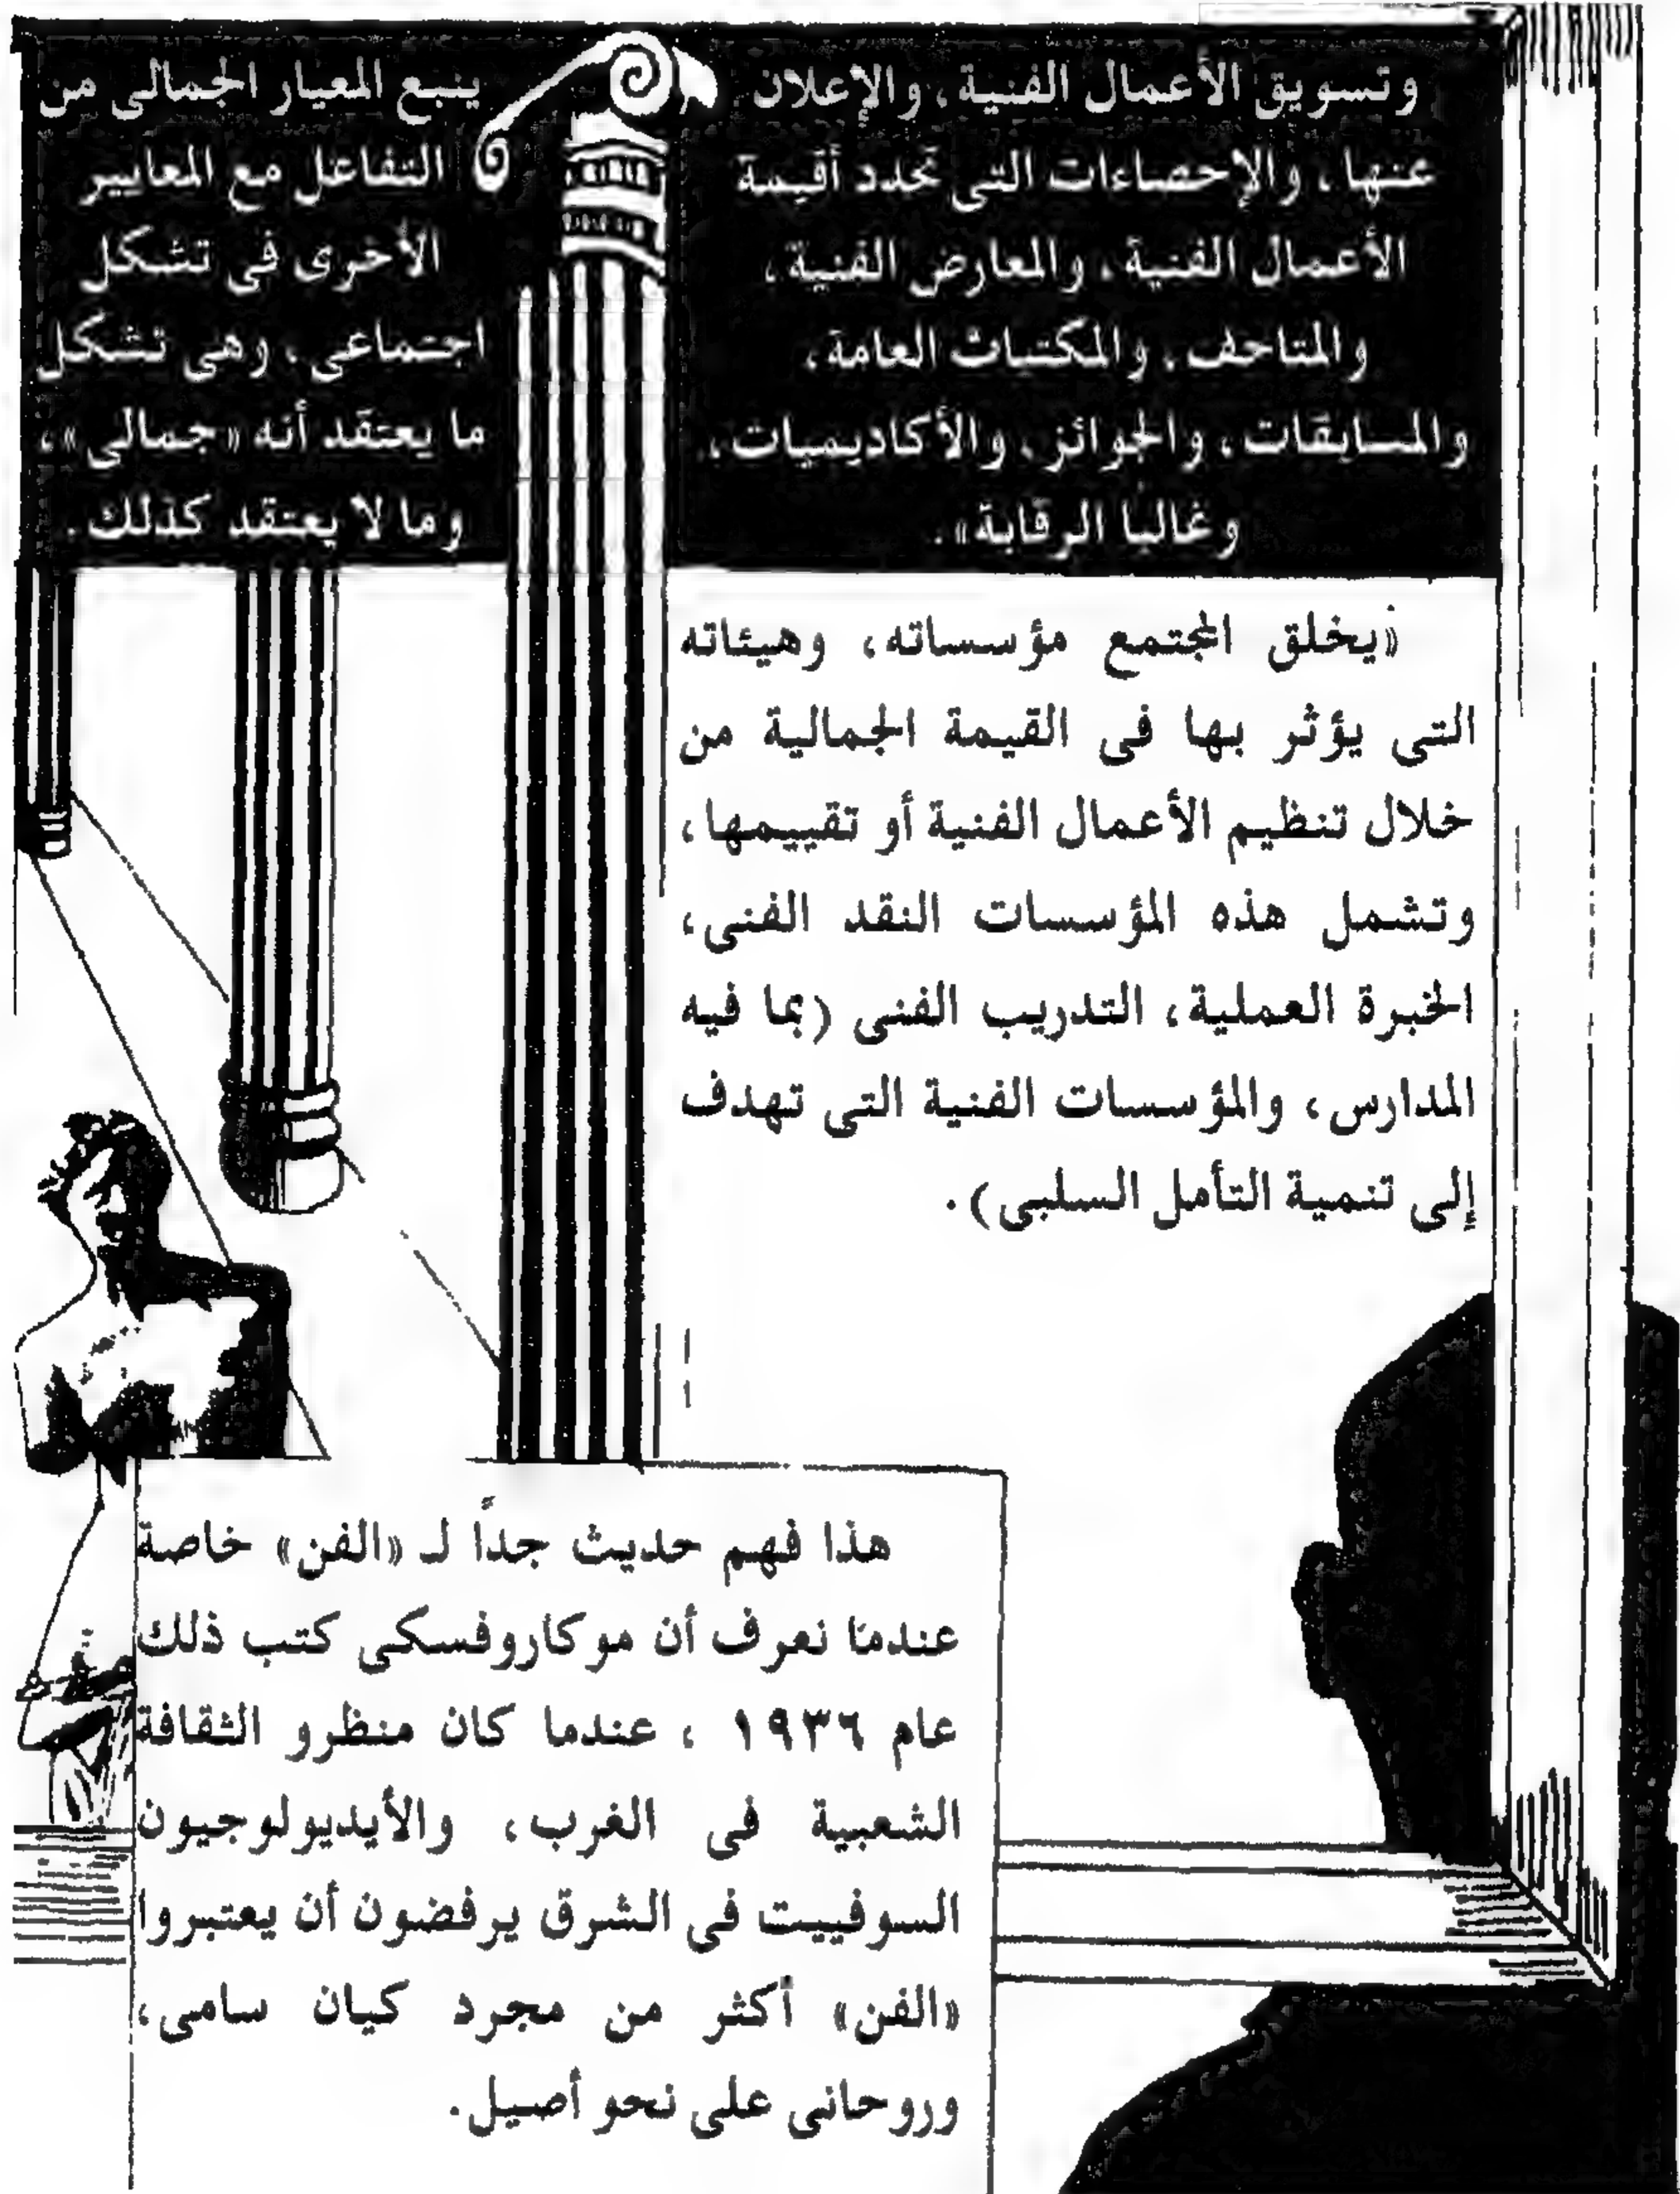 وتسويق الأعمال الفنية، والإعلان
عنها، والإحصاءات التى تحدد أقيمة
الأعمال الفنية، والمعارض الفنية،
والمتاحف، والمكتبات العامة،
والمسابقات، والجوائز، والأكاديميات،
وغالبا الرقابة».
ينبع المعيار الجمالى من
التفاعل مع المعايير
الأخرى فى تشكل
اجتماعى، وهى تشكل
ما يعتقد أنه «جمالى»،
وما لا يعتقد كذلك.
«يخلق المجتمع مؤسساته، وهيئاته
التى يؤثر بها فى القيمة الجمالية من
خلال تنظيم الأعمال الفنية أو تقييمها،
وتشمل هذه المؤسسات النقد الفنى،
الخبرة العملية، التدريب الفنى (بما فيه
المدارس، والمؤسسات الفنية التى تهدف
إلى تنمية التأمل السلبى).
هذا فهم حديث جداً لـ «الفن» خاصة
عندما نعرف أن موكاروفسكى كتب ذلك
عام ١٩٣٦ ، عندما كان منظرو الثقافة
الشعبية فى الغرب، والأيديولوجيون
السوفييت فى الشرق يرفضون أن يعتبروا
«الفن» أكثر من مجرد كيان سامى،
وروحانى على نحو أصيل.